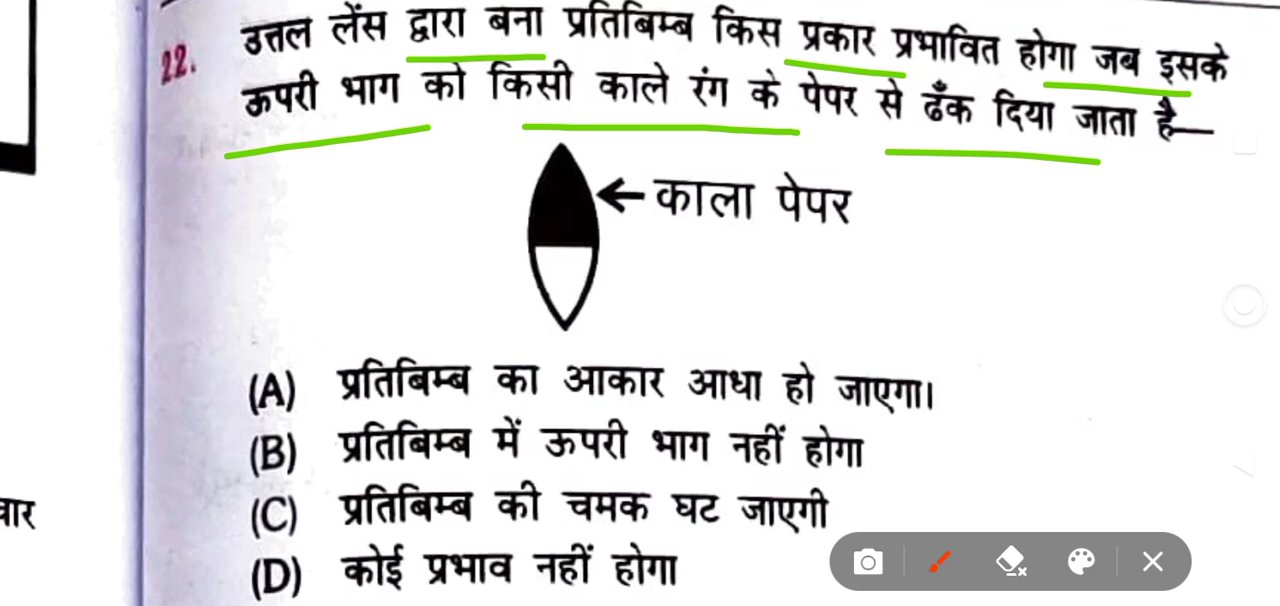 22. उत्तल लेंस द्वारा बना प्रतिबिम्ब किस प्रकार प्रभावित होगा जब इसके
ऊपरी भाग को किसी काले रंग के पेपर से ढँक दिया जाता है—
काला पेपर
(A) प्रतिबिम्ब का आकार आधा हो जाएगा।
(B) प्रतिबिम्ब में ऊपरी भाग नहीं होगा
(C) प्रतिबिम्ब की चमक घट जाएगी
(D) कोई प्रभाव नहीं होगा